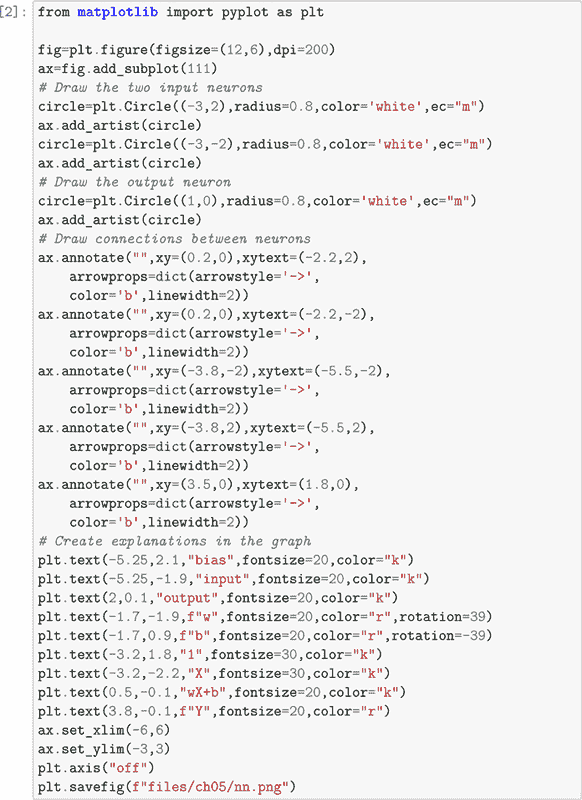 [2]: from matplotlib import pyplot as plt

fig=plt.figure(figsize=(12,6),dpi=200)
ax=fig.add_subplot(111)
# Draw the two input neurons
circle=plt.Circle((-3,2),radius=0.8,color='white',ec="m")
ax.add_artist(circle)
circle=plt.Circle((-3,-2),radius=0.8,color='white',ec="m")
ax.add_artist(circle)
# Draw the output neuron
circle=plt.Circle((1,0),radius=0.8,color='white',ec="m")
ax.add_artist(circle)
# Draw connections between neurons
ax.annotate("",xy=(0.2,0),xytext=(-2.2,2),
    arrowprops=dict(arrowstyle='->',
    color='b',linewidth=2))
ax.annotate("",xy=(0.2,0),xytext=(-2.2,-2),
    arrowprops=dict(arrowstyle='->',
    color='b',linewidth=2))
ax.annotate("",xy=(-3.8,-2),xytext=(-5.5,-2),
    arrowprops=dict(arrowstyle='->',
    color='b',linewidth=2))
ax.annotate("",xy=(-3.8,2),xytext=(-5.5,2),
    arrowprops=dict(arrowstyle='->',
    color='b',linewidth=2))
ax.annotate("",xy=(3.5,0),xytext=(1.8,0),
    arrowprops=dict(arrowstyle='->',
    color='b',linewidth=2))
# Create explanations in the graph
plt.text(-5.25,2.1,"bias",fontsize=20,color="k")
plt.text(-5.25,-1.9,"input",fontsize=20,color="k")
plt.text(2,0.1,"output",fontsize=20,color="k")
plt.text(-1.7,-1.9,f"w",fontsize=20,color="r",rotation=39)
plt.text(-1.7,0.9,f"b",fontsize=20,color="r",rotation=-39)
plt.text(-3.2,1.8,"1",fontsize=30,color="k")
plt.text(-3.2,-2.2,"X",fontsize=30,color="k")
plt.text(0.5,-0.1,"wX+b",fontsize=20,color="k")
plt.text(3.8,-0.1,f"Y",fontsize=20,color="r")
ax.set_xlim(-6,6)
ax.set_ylim(-3,3)
plt.axis("off")
plt.savefig(f"files/ch05/nn.png")